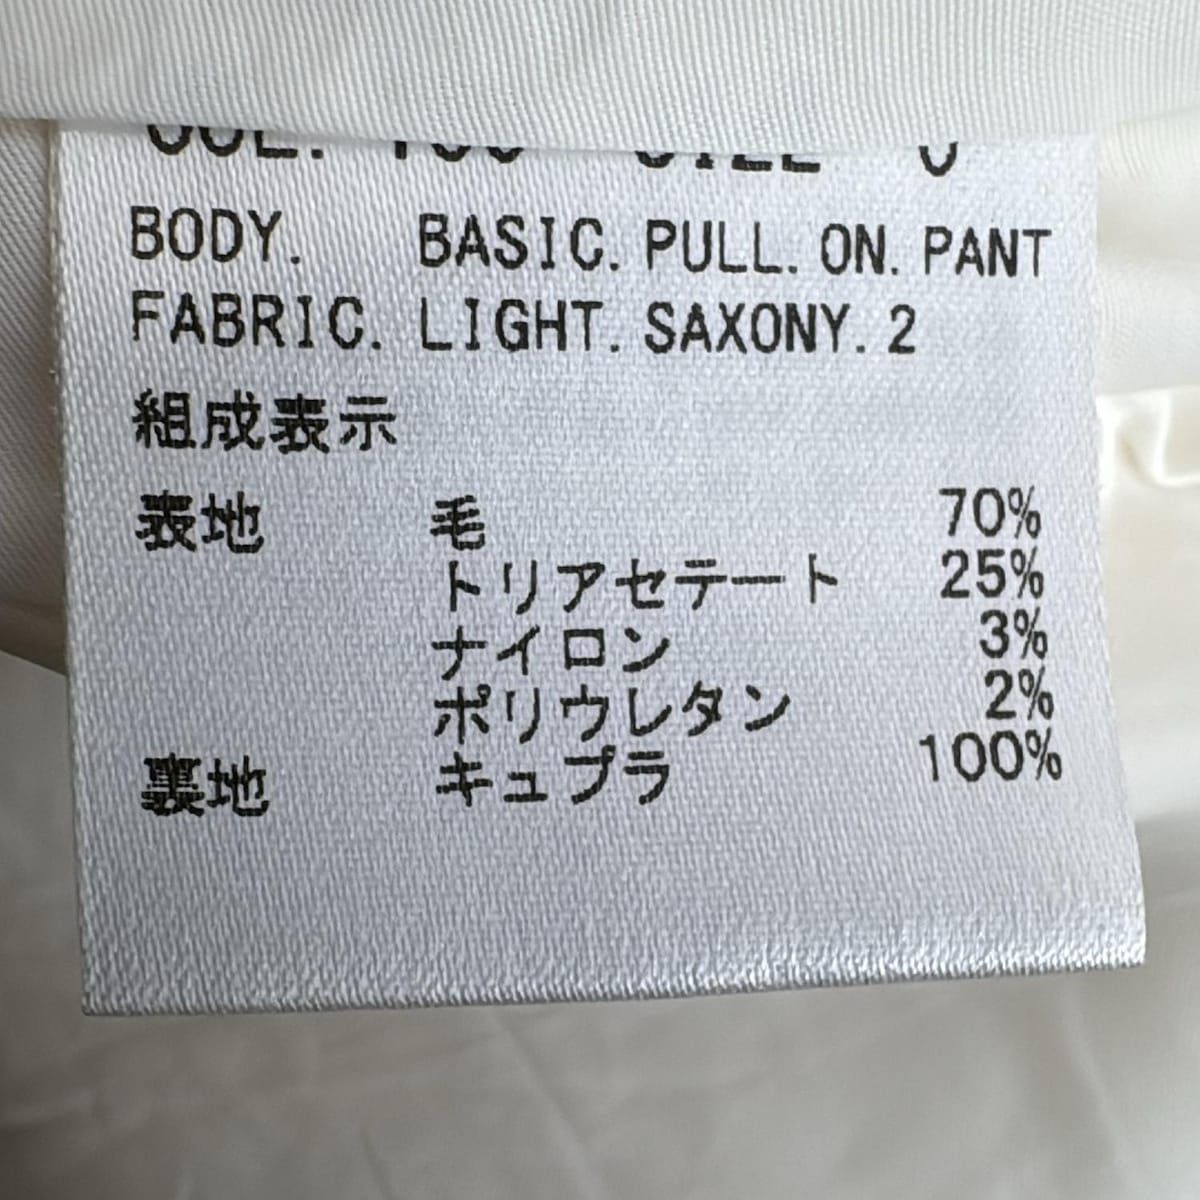 BODY. BASIC. PULL. ON. PANT
FABRIC. LIGHT. SAXONY. 2
組成表示
表地 毛 70%
トリアセテート 25%
ナイロン 3%
ポリウレタン 2%
裏地 キュプラ 100%